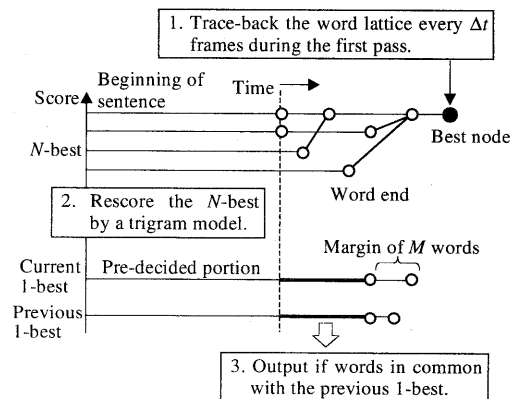 1. Trace-back the word lattice every Δt
frames during the first pass.
Beginning of
sentence
Time
Score
Best node
N-best
Word end
2. Rescore the N-best
by a trigram model.
Margin of M words
Current
1-best
Pre-decided portion
Previous
1-best
3. Output if words in common
with the previous 1-best.